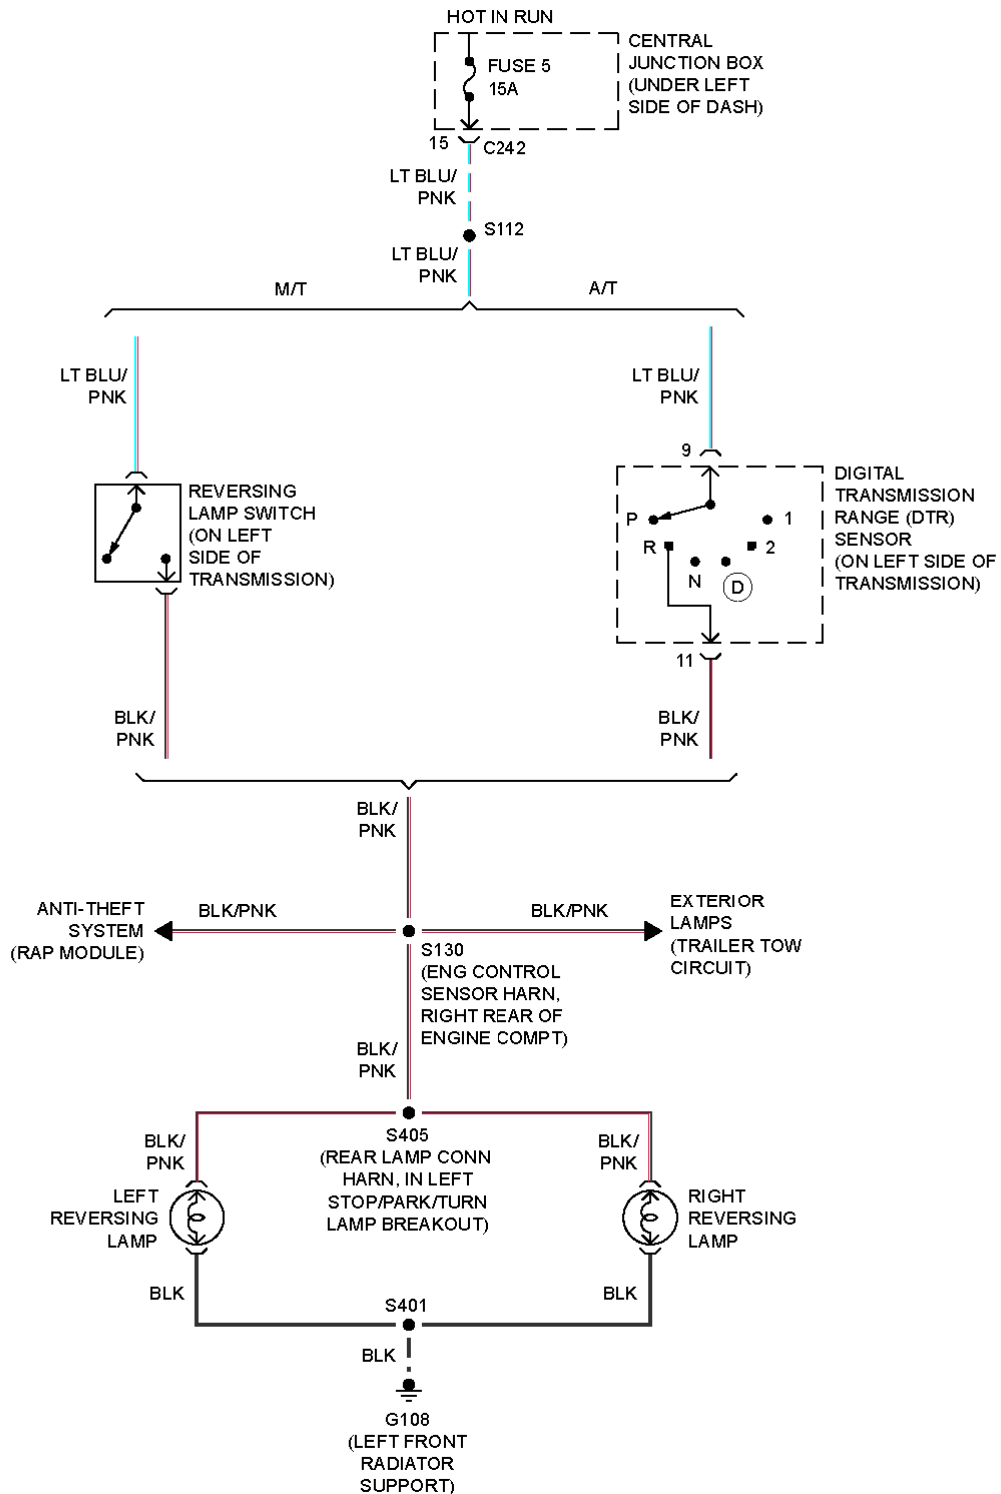 HOT IN RUN
FUSE 5
15A
CENTRAL
JUNCTION BOX
(UNDER LEFT
SIDE OF DASH)
15
C242
LT BLU/
PNK
S112
LT BLU/
PNK
M/T
A/T
LT BLU/
PNK
LT BLU/
PNK
9
REVERSING
LAMP SWITCH
(ON LEFT
SIDE OF
TRANSMISSION)
P
R
N
D
2
1
DIGITAL
TRANSMISSION
RANGE (DTR)
SENSOR
(ON LEFT SIDE OF
TRANSMISSION)
11
BLK/
PNK
BLK/
PNK
BLK/
PNK
ANTI-THEFT
SYSTEM
(RAP MODULE)
BLK/PNK
BLK/PNK
EXTERIOR
LAMPS
(TRAILER TOW
CIRCUIT)
S130
(ENG CONTROL
SENSOR HARN,
RIGHT REAR OF
ENGINE COMPT)
BLK/
PNK
S405
(REAR LAMP CONN
HARN, IN LEFT
STOP/PARK/TURN
LAMP BREAKOUT)
BLK/
PNK
BLK/
PNK
LEFT
REVERSING
LAMP
RIGHT
REVERSING
LAMP
BLK
BLK
S401
BLK
G108
(LEFT FRONT
RADIATOR
SUPPORT)